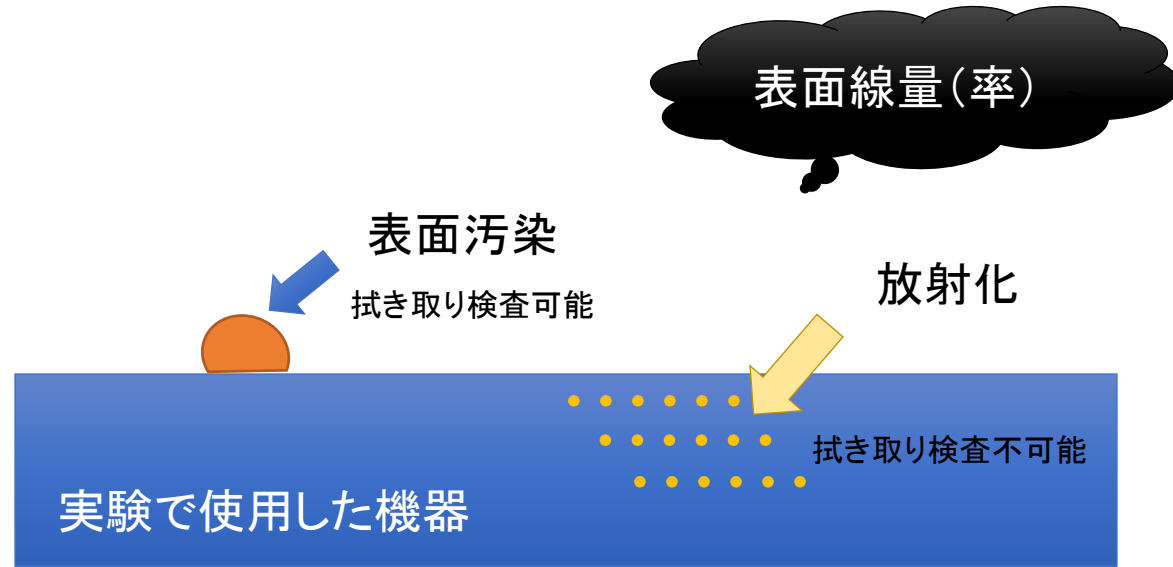 表面線量(率)
表面汚染
拭き取り検査可能
放射化
拭き取り検査不可能
実験で使用した機器